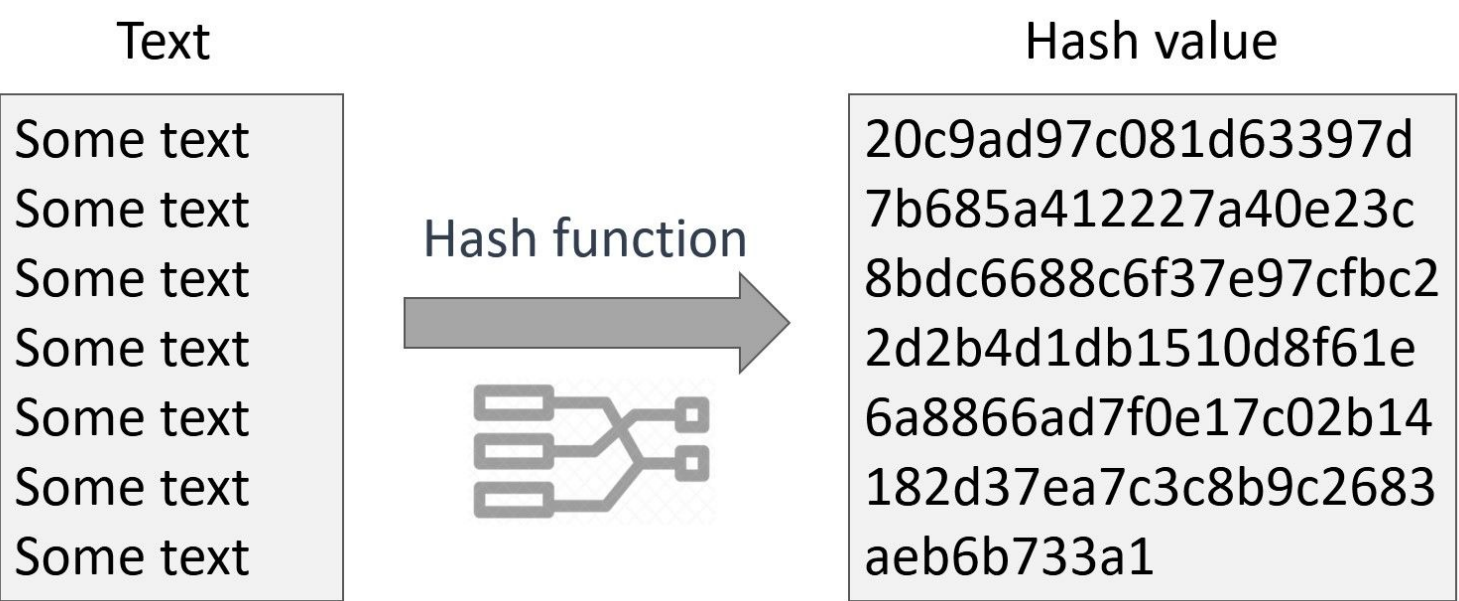 Text
Some text
Some text
Some text
Some text
Some text
Some text
Some text
Hash function
Hash value
20c9ad97c081d63397d
7b685a412227a40e23c
8bdc6688c6f37e97cfbc2
2d2b4d1db1510d8f61e
6a8866ad7f0e17c02b14
182d37ea7c3c8b9c2683
aeb6b733a1